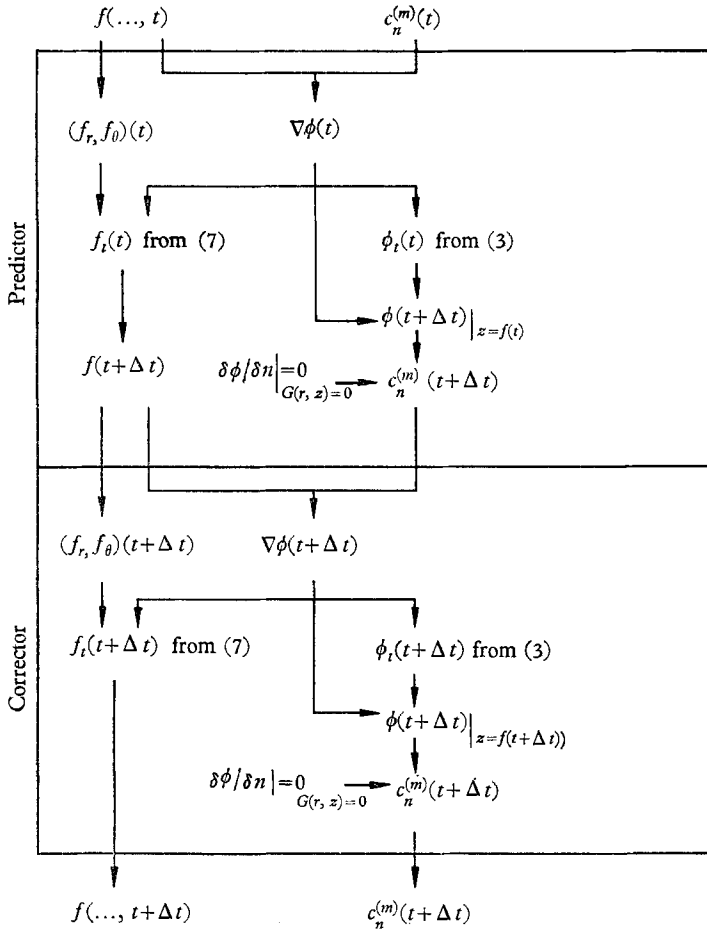 f(..., t) c_n^{(m)}(t)
(f_r, f_θ)(t) ∇ϕ(t)
Predictor
f_t(t) from (7) ϕ_t(t) from (3)
ϕ(t+Δt)|_{z=f(t)}
f(t+Δt) δϕ/δn|=0_{G(r, z)=0} c_n^{(m)}(t+Δt)
(f_r, f_θ)(t+Δt) ∇ϕ(t+Δt)
Corrector
f_t(t+Δt) from (7) ϕ_t(t+Δt) from (3)
ϕ(t+Δt)|_{z=f(t+Δt))}
δϕ/δn|=0_{G(r, z)=0} c_n^{(m)}(t+Δt)
f(..., t+Δt) c_n^{(m)}(t+Δt)